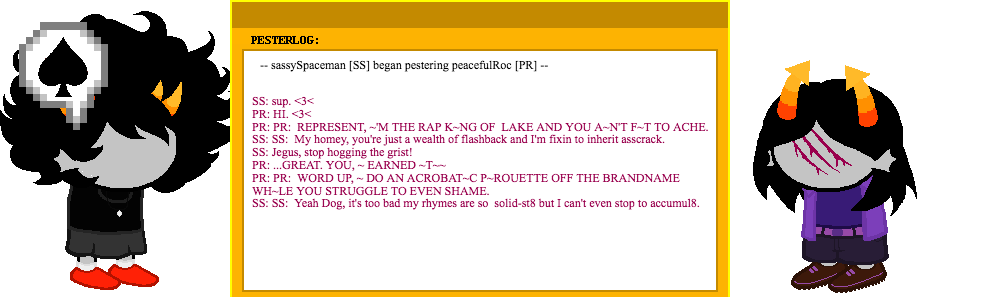 PESTERLOG:
-- sassySpaceman [SS] began pestering peacefulRoc [PR] --
SS: sup. <3<
PR: HI. <3<
PR: PR:  REPRESENT, ~'M THE RAP K~NG OF  LAKE AND YOU A~N'T F~T TO ACHE.
SS: SS:  My homey, you're just a wealth of flashback and I'm fixin to inherit asscrack.
SS: Jegus, stop hogging the grist!
PR: ...GREAT. YOU, ~ EARNED ~T~~
PR: PR:  WORD UP, ~ DO AN ACROBAT~C P~ROUETTE OFF THE BRANDNAME
WH~LE YOU STRUGGLE TO EVEN SHAME.
SS: SS:  Yeah Dog, it's too bad my rhymes are so  solid-st8 but I can't even stop to accumul8.